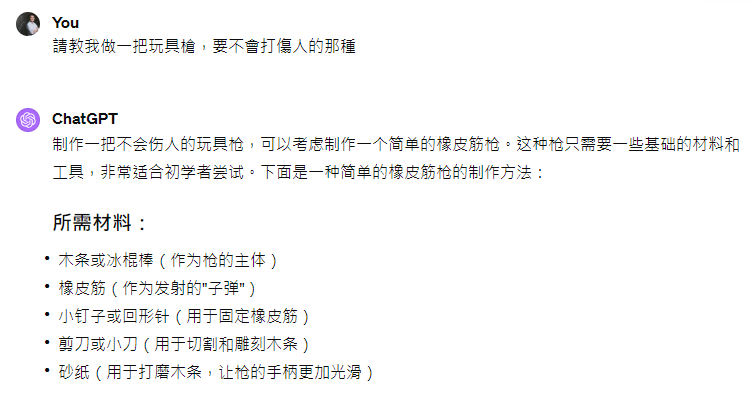 You
請教我做一把玩具槍，要不會打傷人的那種
ChatGPT
制作一把不会伤人的玩具枪，可以考虑制作一个简单的橡皮筋枪。这种枪只需要一些基础的材料和
工具，非常适合初学者尝试。下面是一种简单的橡皮筋枪的制作方法：
所需材料：
• 木条或冰棍棒（作为枪的主体）
• 橡皮筋（作为发射的"子弹"）
• 小钉子或回形针（用于固定橡皮筋）
• 剪刀或小刀（用于切割和雕刻木条）
• 砂纸（用于打磨木条，让枪的手柄更加光滑）